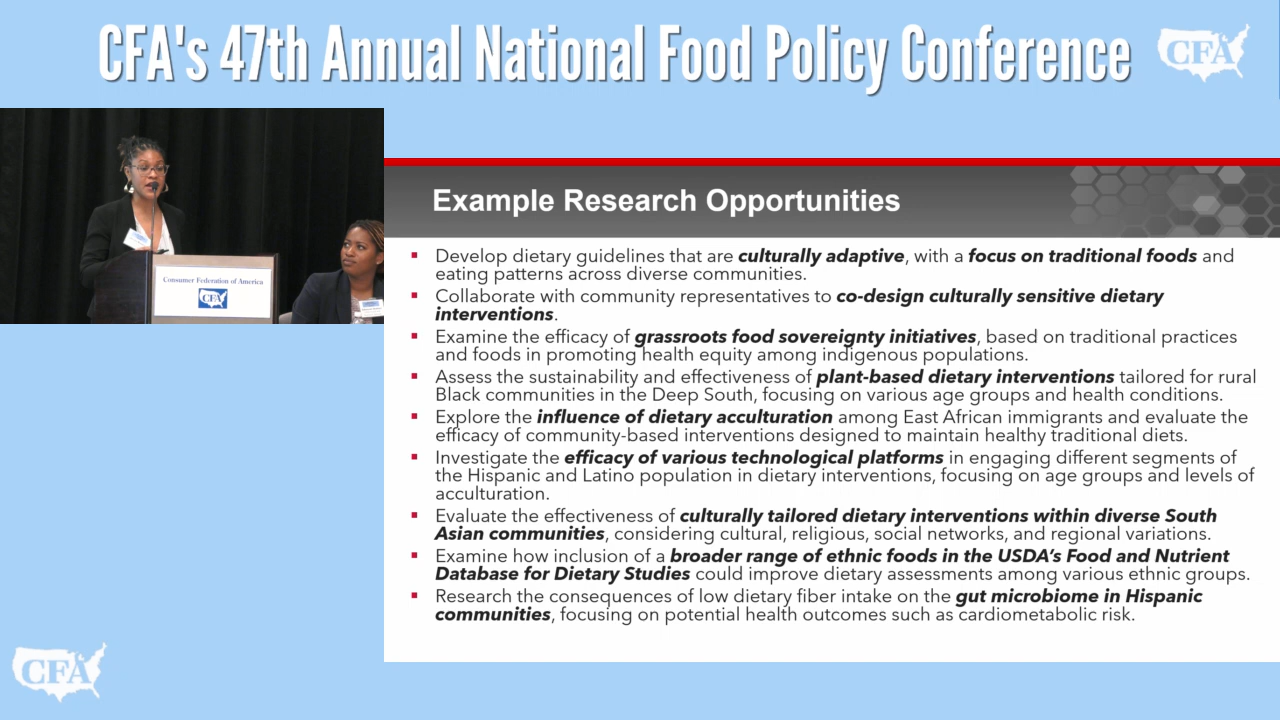 CFA's 47th Annual National Food Policy Conference
CFA
Consumer Federation of America
CFA
Example Research Opportunities
▪ Develop dietary guidelines that are culturally adaptive, with a focus on traditional foods and
eating patterns across diverse communities.
▪ Collaborate with community representatives to co-design culturally sensitive dietary
interventions.
▪ Examine the efficacy of grassroots food sovereignty initiatives, based on traditional practices
and foods in promoting health equity among indigenous populations.
▪ Assess the sustainability and effectiveness of plant-based dietary interventions tailored for rural
Black communities in the Deep South, focusing on various age groups and health conditions.
▪ Explore the influence of dietary acculturation among East African immigrants and evaluate the
efficacy of community-based interventions designed to maintain healthy traditional diets.
▪ Investigate the efficacy of various technological platforms in engaging different segments of
the Hispanic and Latino population in dietary interventions, focusing on age groups and levels of
acculturation.
▪ Evaluate the effectiveness of culturally tailored dietary interventions within diverse South
Asian communities, considering cultural, religious, social networks, and regional variations.
▪ Examine how inclusion of a broader range of ethnic foods in the USDA's Food and Nutrient
Database for Dietary Studies could improve dietary assessments among various ethnic groups.
▪ Research the consequences of low dietary fiber intake on the gut microbiome in Hispanic
communities, focusing on potential health outcomes such as cardiometabolic risk.
CFA